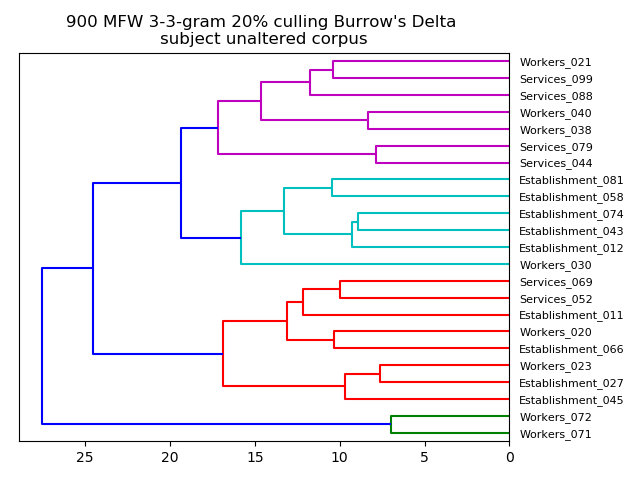 900 MFW 3-3-gram 20% culling Burrow's Delta
subject unaltered corpus
Workers_021
Services_099
Services_088
Workers_040
Workers_038
Services_079
Services_044
Establishment_081
Establishment_058
Establishment_074
Establishment_043
Establishment_012
Workers_030
Services_069
Services_052
Establishment_011
Workers_020
Establishment_066
Workers_023
Establishment_027
Establishment_045
Workers_072
Workers_071
25 20 15 10 5 0